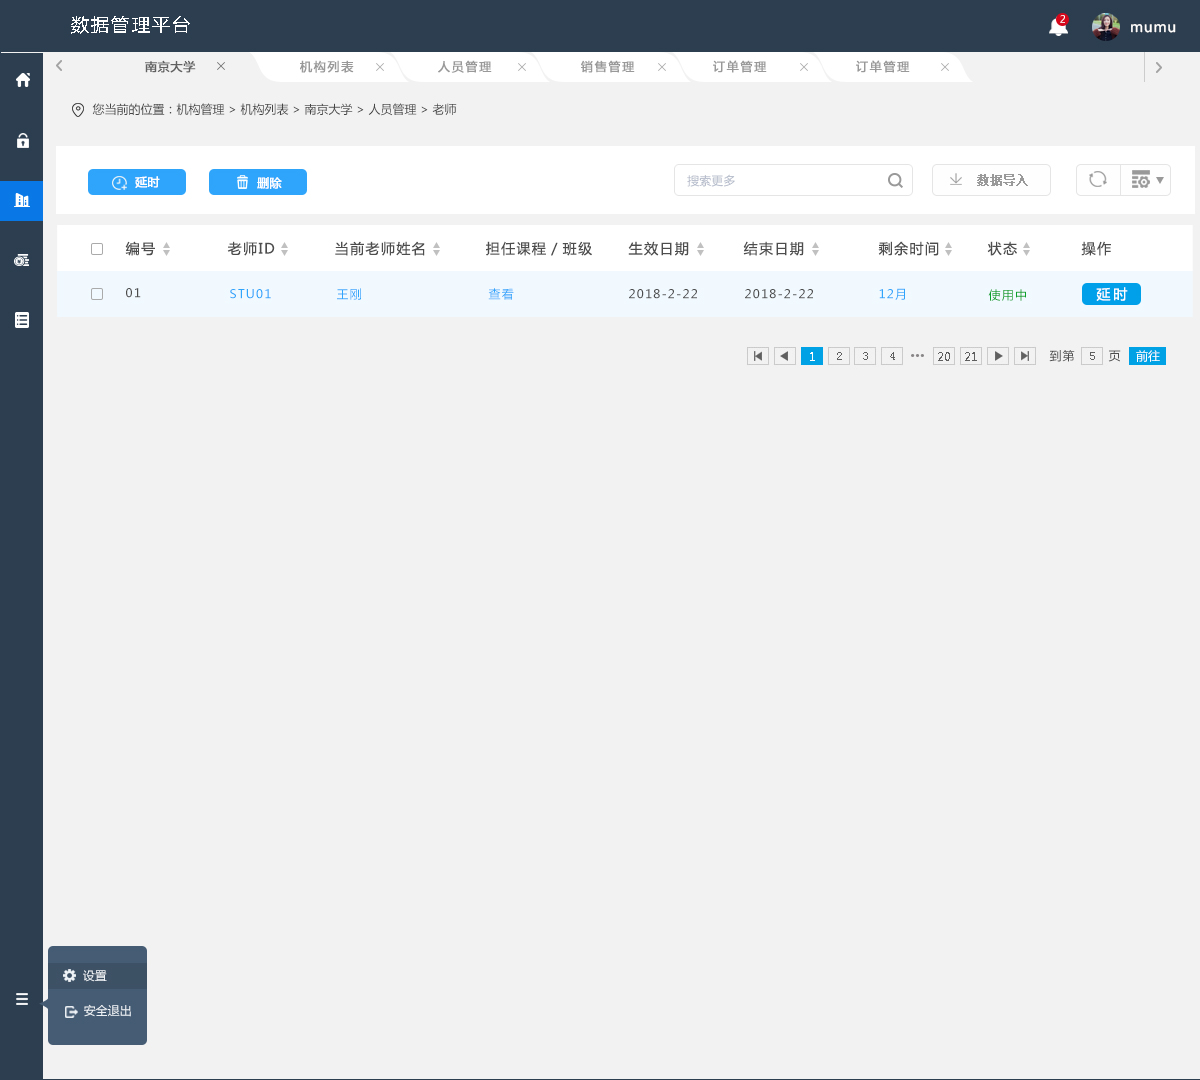 数据管理平台
2
mumu
南京大学 机构列表 人员管理 销售管理 订单管理 订单管理
您当前的位置：机构管理 > 机构列表 > 南京大学 > 人员管理 > 老师
延时 删除 搜索更多 数据导入
编号 老师ID 当前老师姓名 担任课程 / 班级 生效日期 结束日期 剩余时间 状态 操作
01 STU01 王刚 查看 2018-2-22 2018-2-22 12月 使用中 延时
1 2 3 4 ··· 20 21 到第 5 页 前往
设置
安全退出